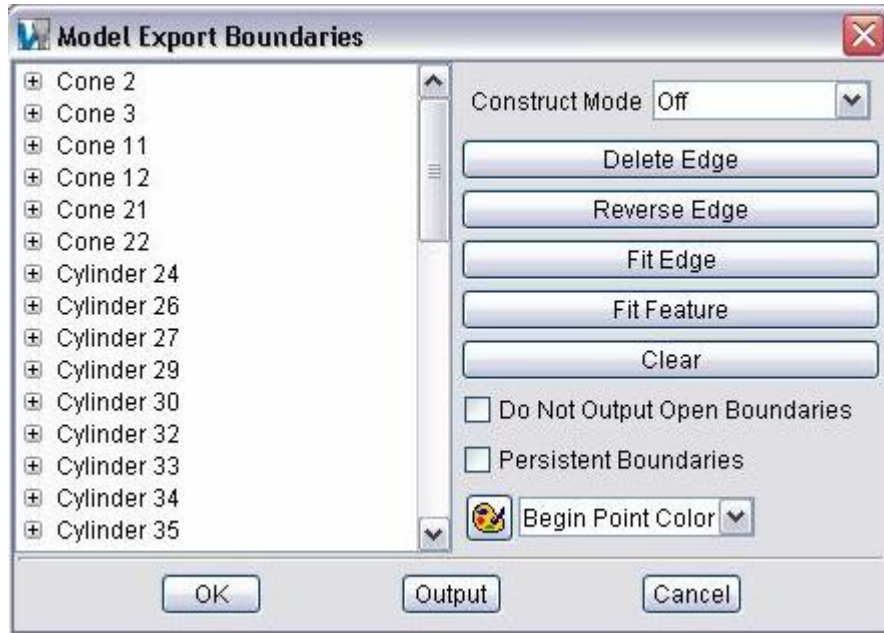 Model Export Boundaries
Cone 2
Cone 3
Cone 11
Cone 12
Cone 21
Cone 22
Cylinder 24
Cylinder 26
Cylinder 27
Cylinder 29
Cylinder 30
Cylinder 32
Cylinder 33
Cylinder 34
Cylinder 35
Construct Mode Off
Delete Edge
Reverse Edge
Fit Edge
Fit Feature
Clear
Do Not Output Open Boundaries
Persistent Boundaries
Begin Point Color
OK Output Cancel